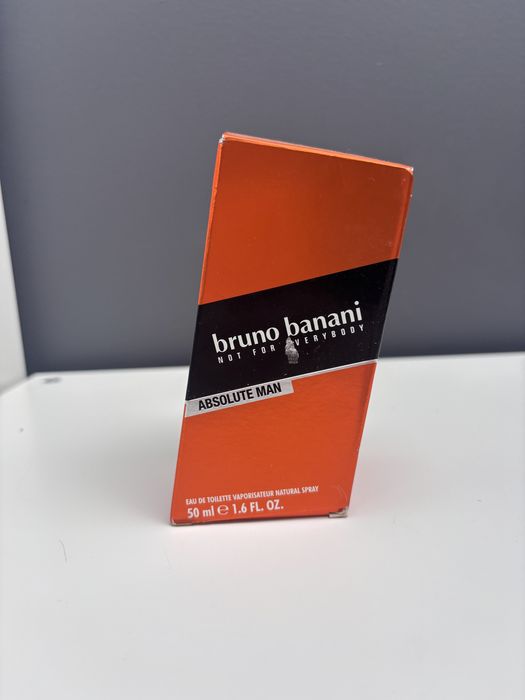 bruno banani
NOT FOR EVERYBODY
ABSOLUTE MAN
EAU DE TOILETTE VAPORISATEUR NATURAL SPRAY
50 ml ℮ 1.6 FL. OZ.